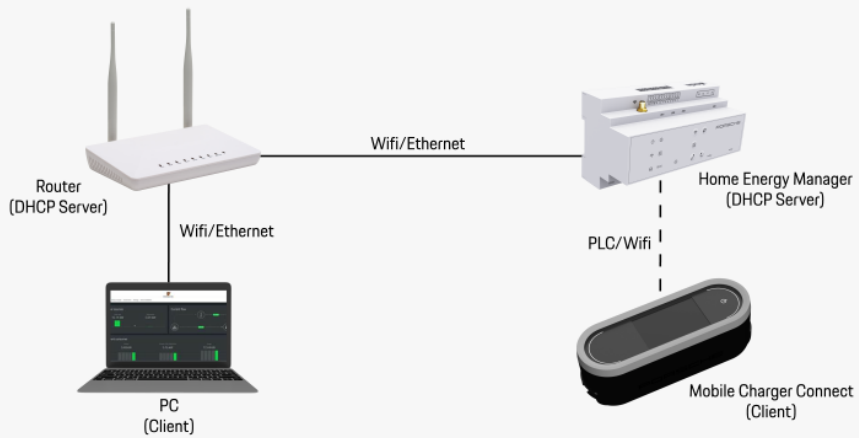 Wifi/Ethernet
Router
(DHCP Server)
Home Energy Manager
(DHCP Server)
Wifi/Ethernet
PLC/Wifi
PC
(Client)
Mobile Charger Connect
(Client)